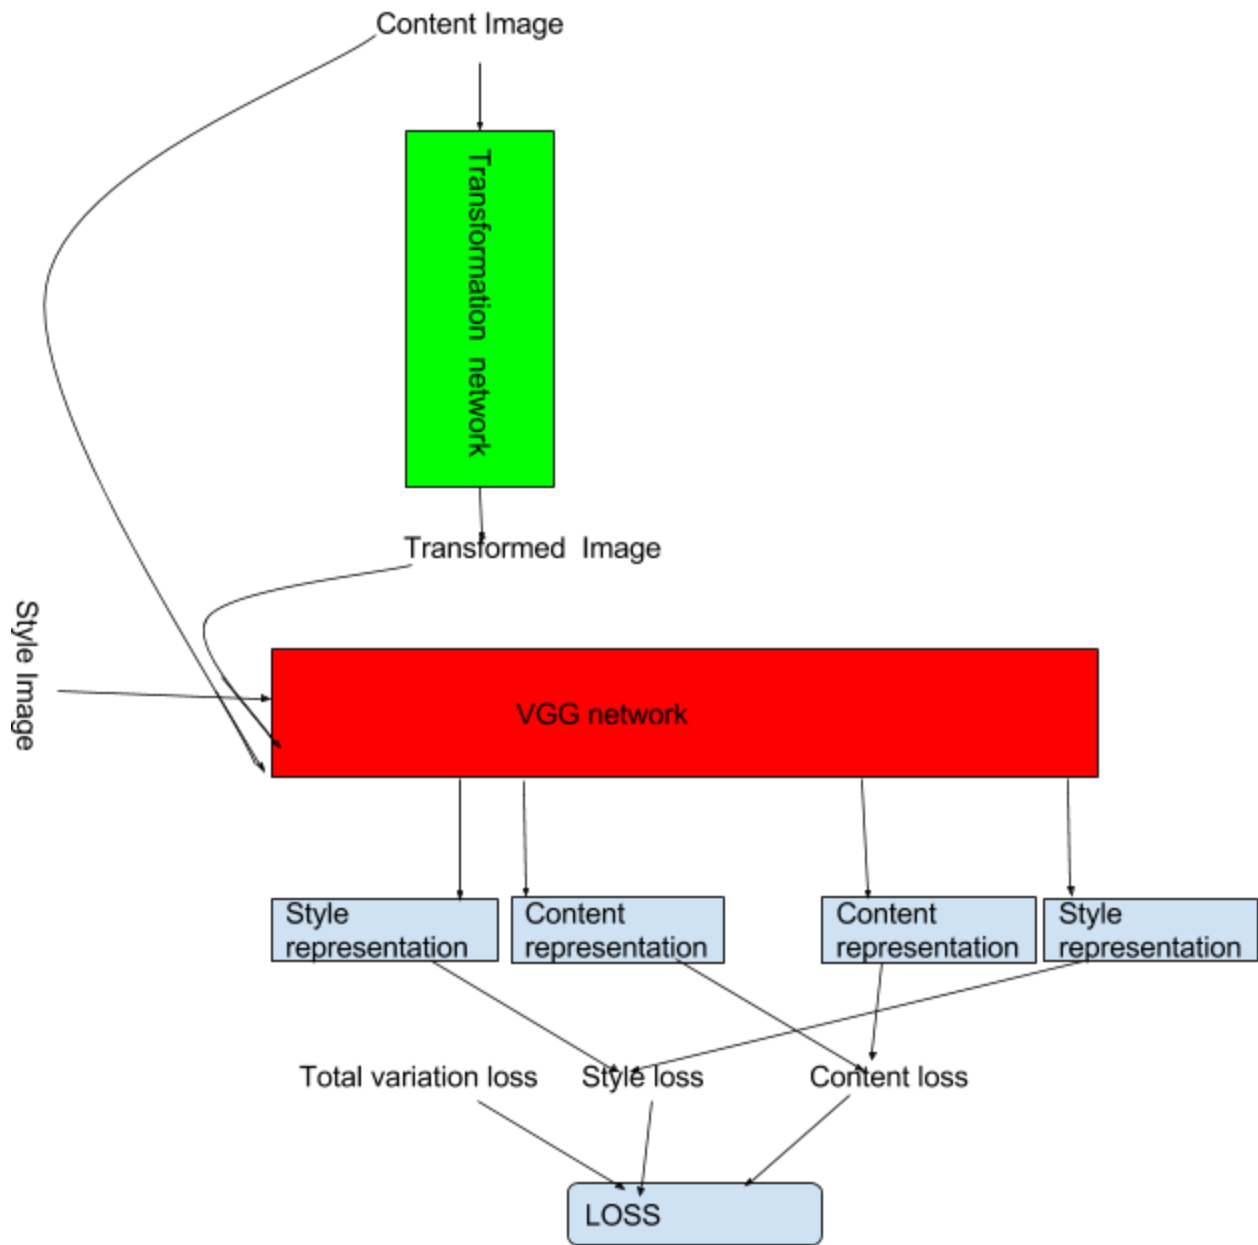 Content Image
Transformation network
Transformed Image
Style Image
VGG network
Style
representation
Content
representation
Content
representation
Style
representation
Total variation loss
Style loss
Content loss
LOSS